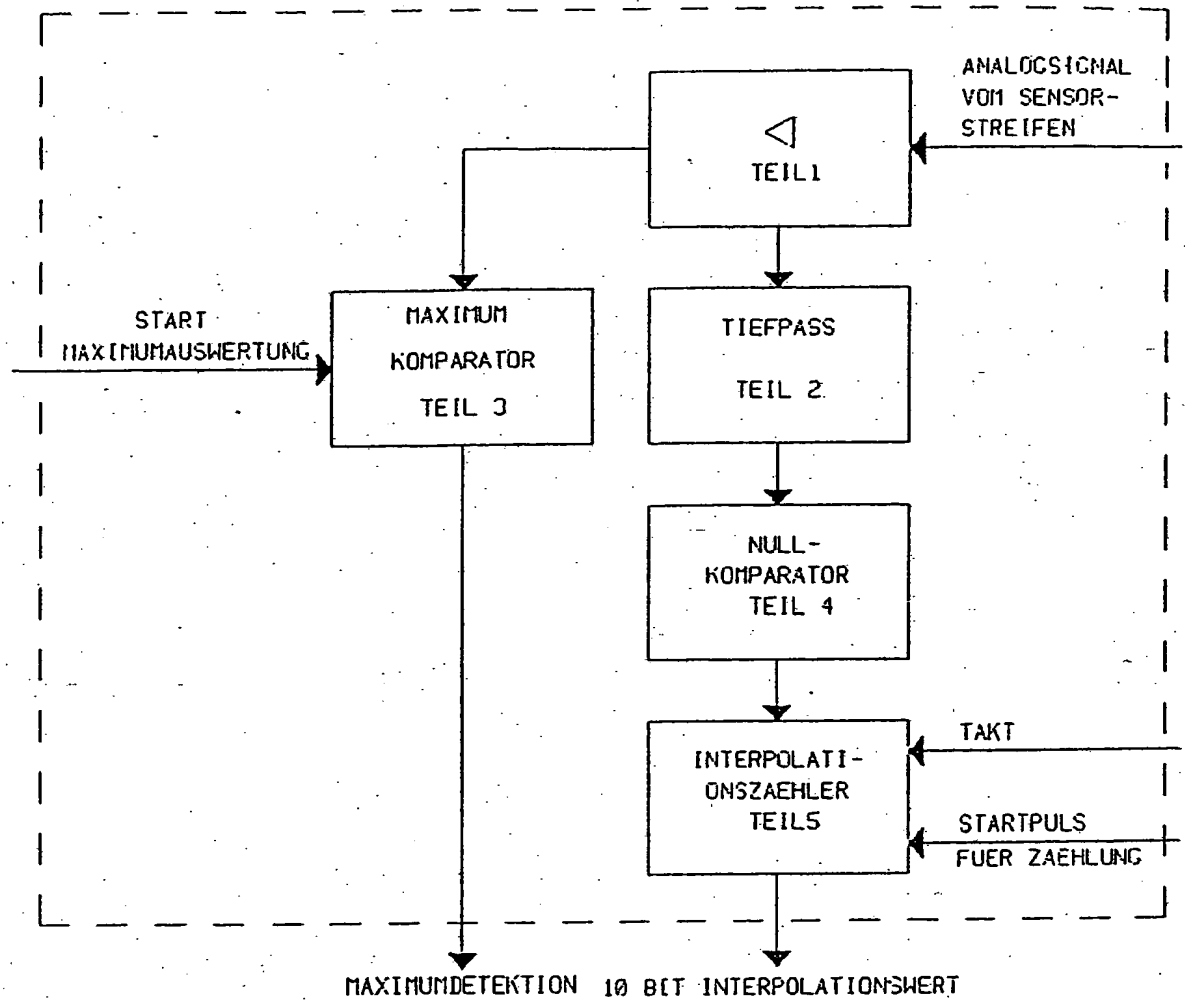 ANALOGSIGNAL
VOM SENSOR-
STREIFEN
TEIL1
START
MAXIMUMAUSWERTUNG
MAXIMUM
KOMPARATOR
TEIL 3
TIEFPASS
TEIL 2
NULL-
KOMPARATOR
TEIL 4
INTERPOLATI-
ONSZAEHLER
TEIL5
TAKT
STARTPULS
FUER ZAEHLUNG
MAXIMUMDETEKTION
10 BIT INTERPOLATIONSWERT